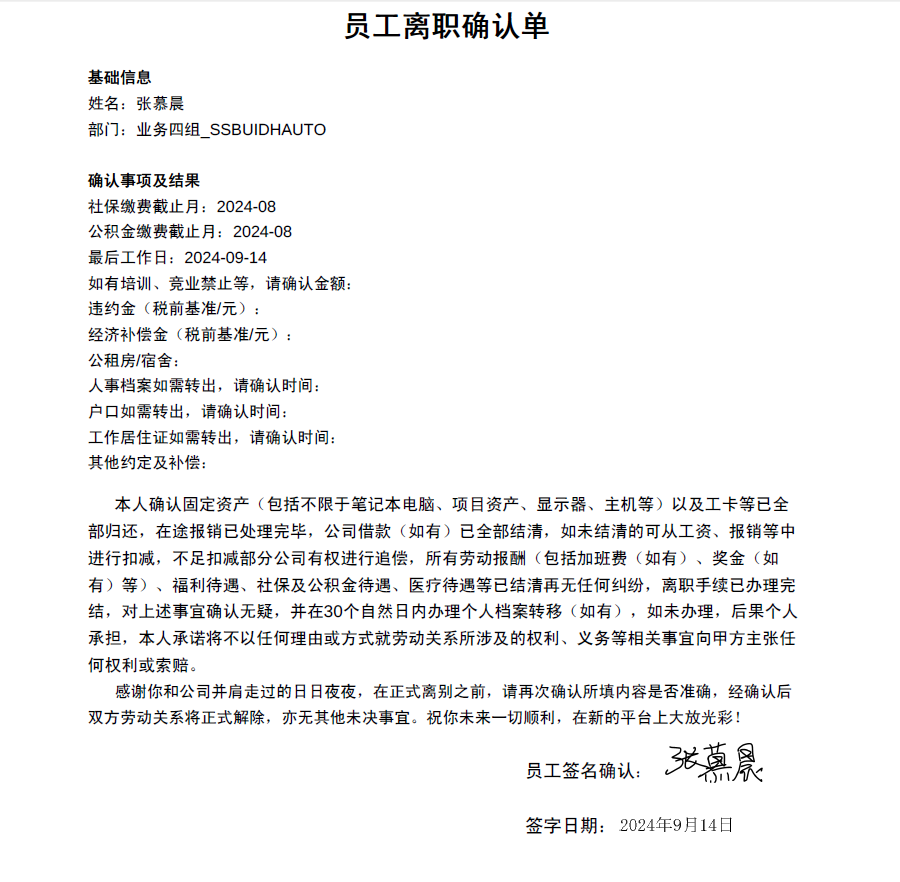 员工离职确认单
基础信息
姓名：张慕晨
部门：业务四组_SSBUIDHAUTO
确认事项及结果
社保缴费截止月：2024-08
公积金缴费截止月：2024-08
最后工作日：2024-09-14
如有培训、竞业禁止等，请确认金额：
违约金（税前基准/元）：
经济补偿金（税前基准/元）：
公租房/宿舍：
人事档案如需转出，请确认时间：
户口如需转出，请确认时间：
工作居住证如需转出，请确认时间：
其他约定及补偿：
本人确认固定资产（包括不限于笔记本电脑、项目资产、显示器、主机等）以及工卡等已全
部归还，在途报销已处理完毕，公司借款（如有）已全部结清，如未结清的可从工资、报销等中
进行扣减，不足扣减部分公司有权进行追偿，所有劳动报酬（包括加班费（如有）、奖金（如
有）等）、福利待遇、社保及公积金待遇、医疗待遇等已结清再无任何纠纷，离职手续已办理完
结，对上述事宜确认无疑，并在30个自然日内办理个人档案转移（如有），如未办理，后果个人
承担，本人承诺将不以任何理由或方式就劳动关系所涉及的权利、义务等相关事宜向甲方主张任
何权利或索赔。
感谢你和公司并肩走过的日日夜夜，在正式离别之前，请再次确认所填内容是否准确，经确认后
双方劳动关系将正式解除，亦无其他未决事宜。祝你未来一切顺利，在新的平台上大放光彩！
员工签名确认： 张慕晨
签字日期： 2024年9月14日